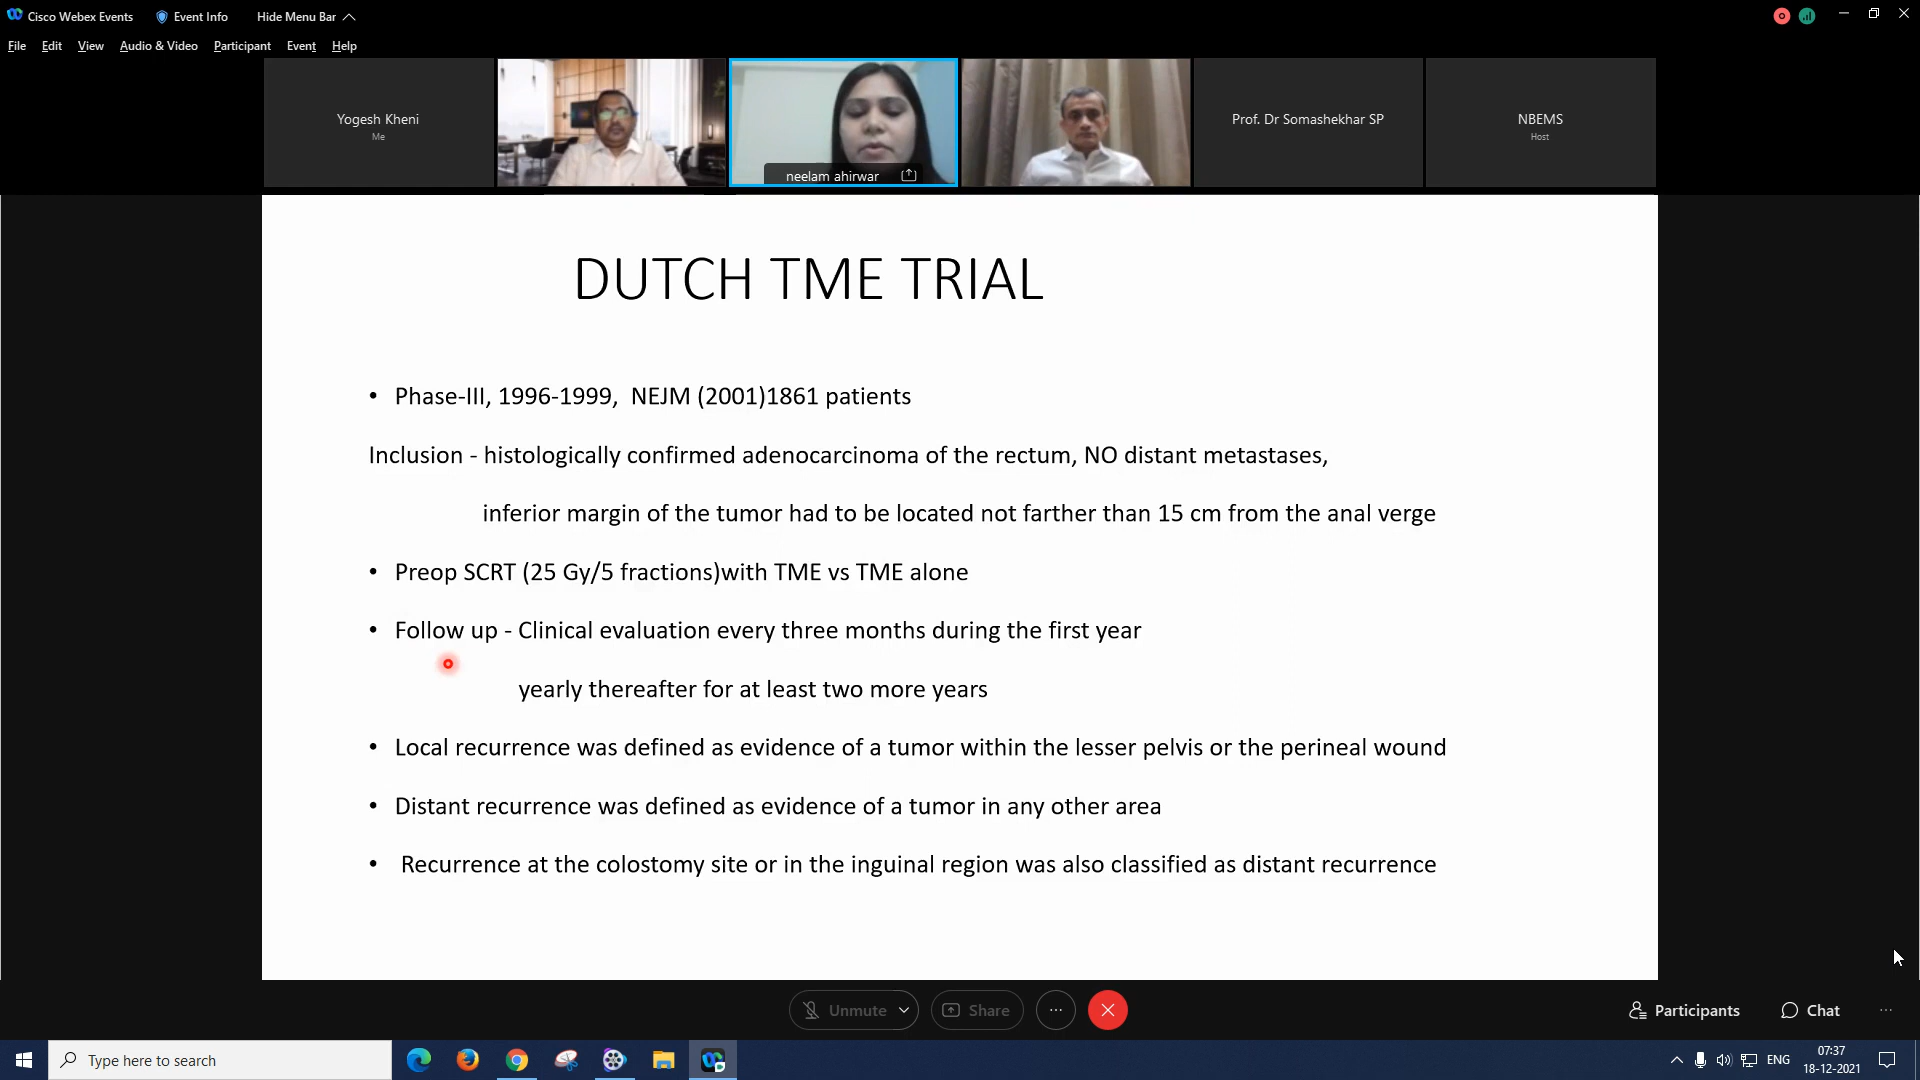 Cisco Webex Events Event Info Hide Menu Bar
File Edit View Audio & Video Participant Event Help
Yogesh Kheni
Me
neelam ahirwar
Prof. Dr Somashekhar SP
NBEMS
Host
DUTCH TME TRIAL
• Phase-III, 1996-1999, NEJM (2001)1861 patients
Inclusion - histologically confirmed adenocarcinoma of the rectum, NO distant metastases,
inferior margin of the tumor had to be located not farther than 15 cm from the anal verge
• Preop SCRT (25 Gy/5 fractions)with TME vs TME alone
• Follow up - Clinical evaluation every three months during the first year
yearly thereafter for at least two more years
• Local recurrence was defined as evidence of a tumor within the lesser pelvis or the perineal wound
• Distant recurrence was defined as evidence of a tumor in any other area
• Recurrence at the colostomy site or in the inguinal region was also classified as distant recurrence
Unmute Share Participants Chat
Type here to search
ENG
07:37
18-12-2021